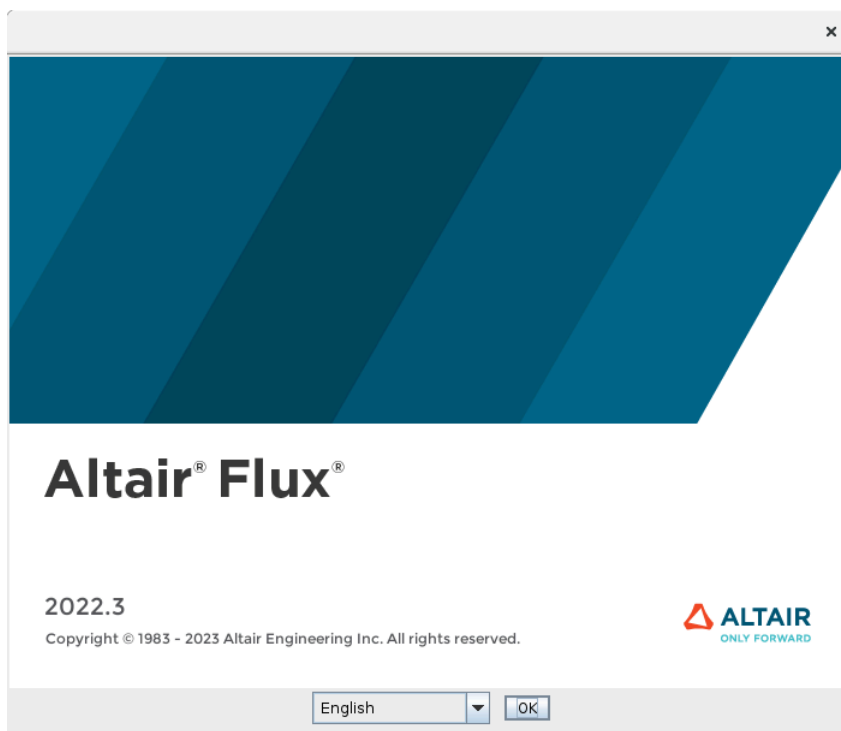 Altair® Flux®
2022.3
Copyright © 1983 - 2023 Altair Engineering Inc. All rights reserved.
ALTAIR
ONLY FORWARD
English
OK